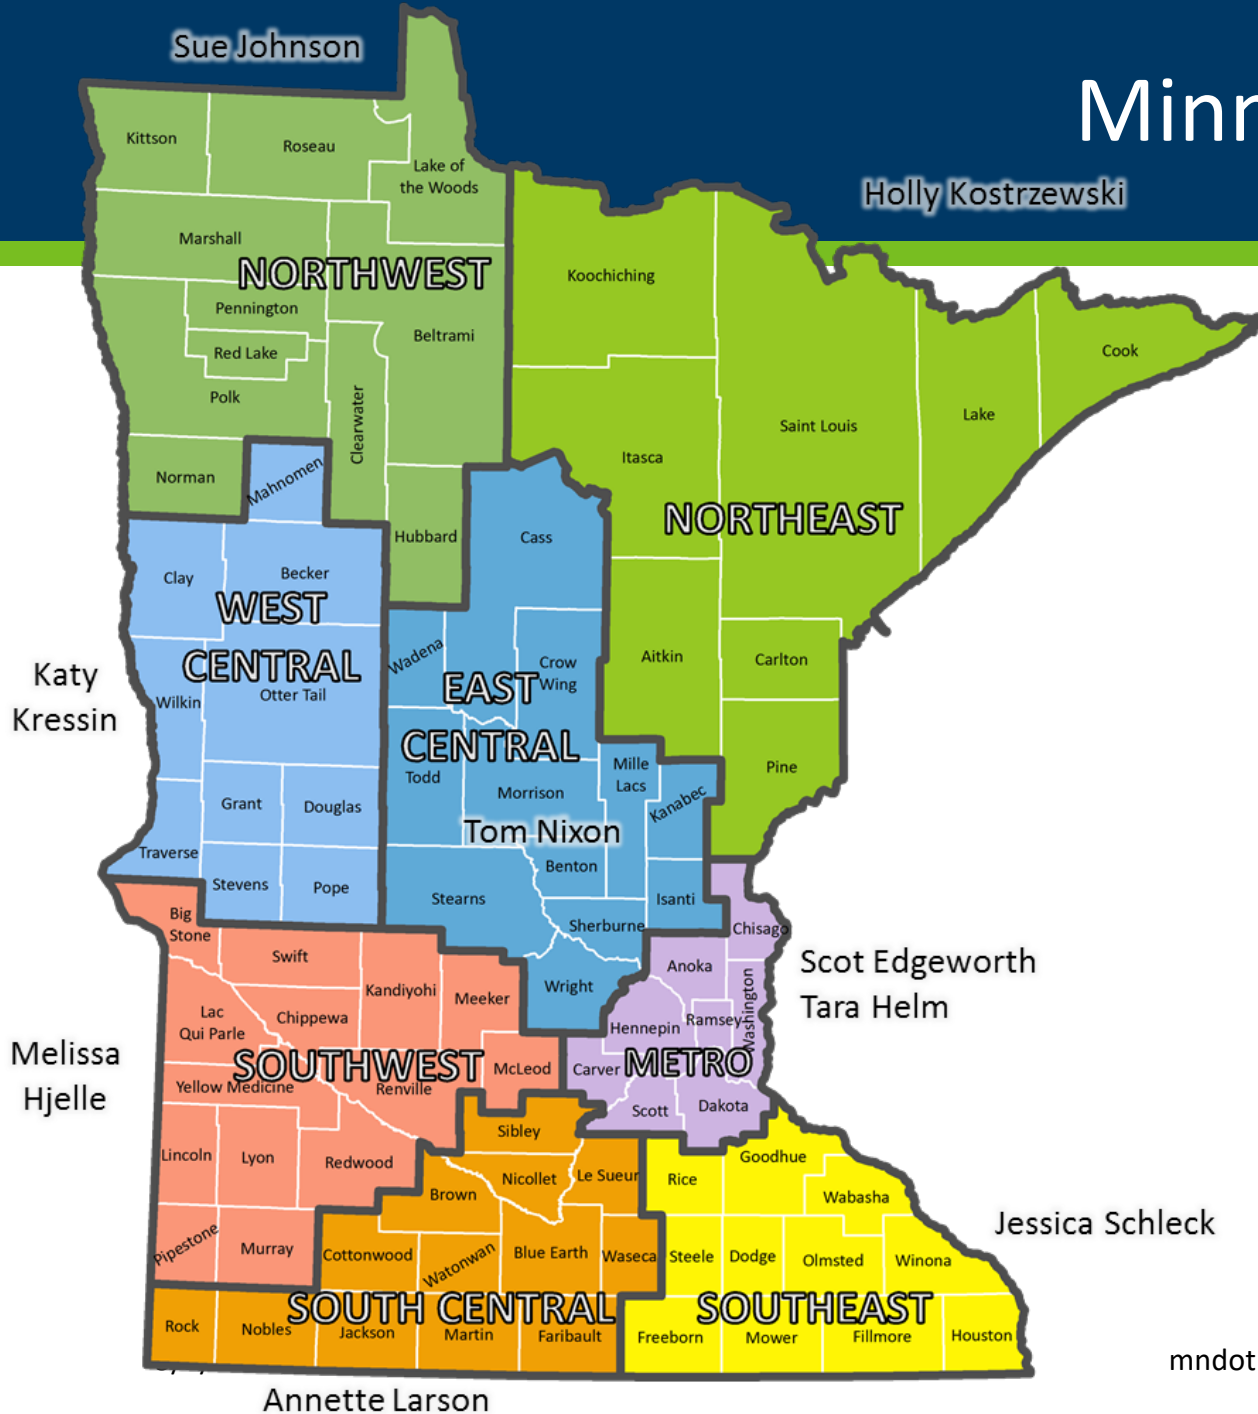 Sue Johnson
Minn
Holly Kostrzewski
Kittson
Roseau
Lake of
the Woods
Marshall
NORTHWEST
Pennington
Red Lake
Beltrami
Polk
Clearwater
Norman
Mahnomen
Hubbard
Koochiching
Cook
Lake
Saint Louis
Itasca
NORTHEAST
Aitkin
Carlton
Pine
Clay
Becker
WEST
CENTRAL
Wilkin
Otter Tail
Grant
Douglas
Traverse
Stevens
Pope
Katy
Kressin
Cass
Wadena
Crow
Wing
EAST
CENTRAL
Todd
Mille
Lacs
Morrison
Kanabec
Tom Nixon
Benton
Stearns
Isanti
Sherburne
Wright
Chisago
Anoka
Washington
Hennepin
Ramsey
Carver
METRO
Scott
Dakota
Scot Edgeworth
Tara Helm
Big
Stone
Swift
Kandiyohi
Meeker
Lac
Qui Parle
Chippewa
SOUTHWEST
McLeod
Yellow Medicine
Renville
Lincoln
Lyon
Redwood
Pipestone
Murray
Melissa
Hjelle
Sibley
Nicollet
Le Sueur
Brown
Cottonwood
Watonwan
Blue Earth
Waseca
SOUTH CENTRAL
Rock
Nobles
Jackson
Martin
Faribault
Annette Larson
Rice
Goodhue
Wabasha
Steele
Dodge
Olmsted
Winona
SOUTHEAST
Freeborn
Mower
Fillmore
Houston
Jessica Schleck
mndot